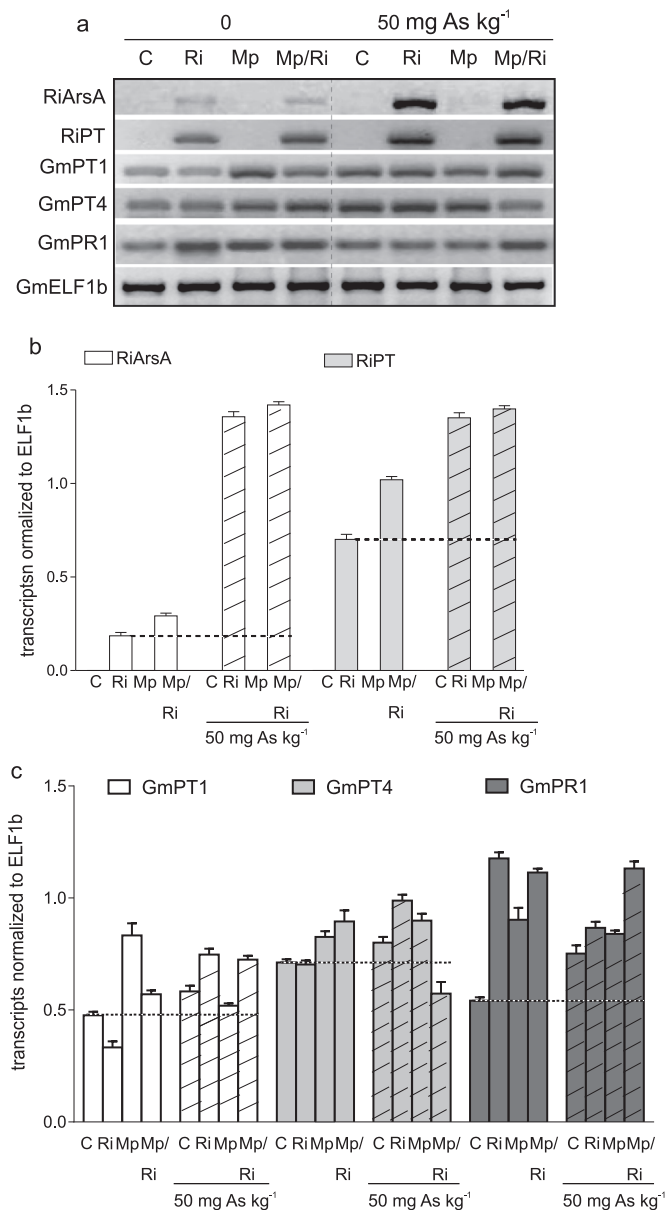 a
0 50 mg As kg-1
C Ri Mp Mp/Ri C Ri Mp Mp/Ri
RiArsA
RiPT
GmPT1
GmPT4
GmPR1
GmELF1b
b
RiArsA RiPT
transcriptsn ormalized to ELF1b
1.5
1.0
0.5
0.0
C Ri Mp Mp/ C Ri Mp Mp/ C Ri Mp Mp/ C Ri Mp Mp/
Ri Ri Ri Ri
50 mg As kg-1 50 mg As kg-1
c
GmPT1 GmPT4 GmPR1
transcripts normalized to ELF1b
1.5
1.0
0.5
0.0
C Ri Mp Mp/ C Ri Mp Mp/ C Ri Mp Mp/ C Ri Mp Mp/ C Ri Mp Mp/ C Ri Mp Mp/
Ri Ri Ri Ri Ri Ri
50 mg As kg-1 50 mg As kg-1 50 mg As kg-1